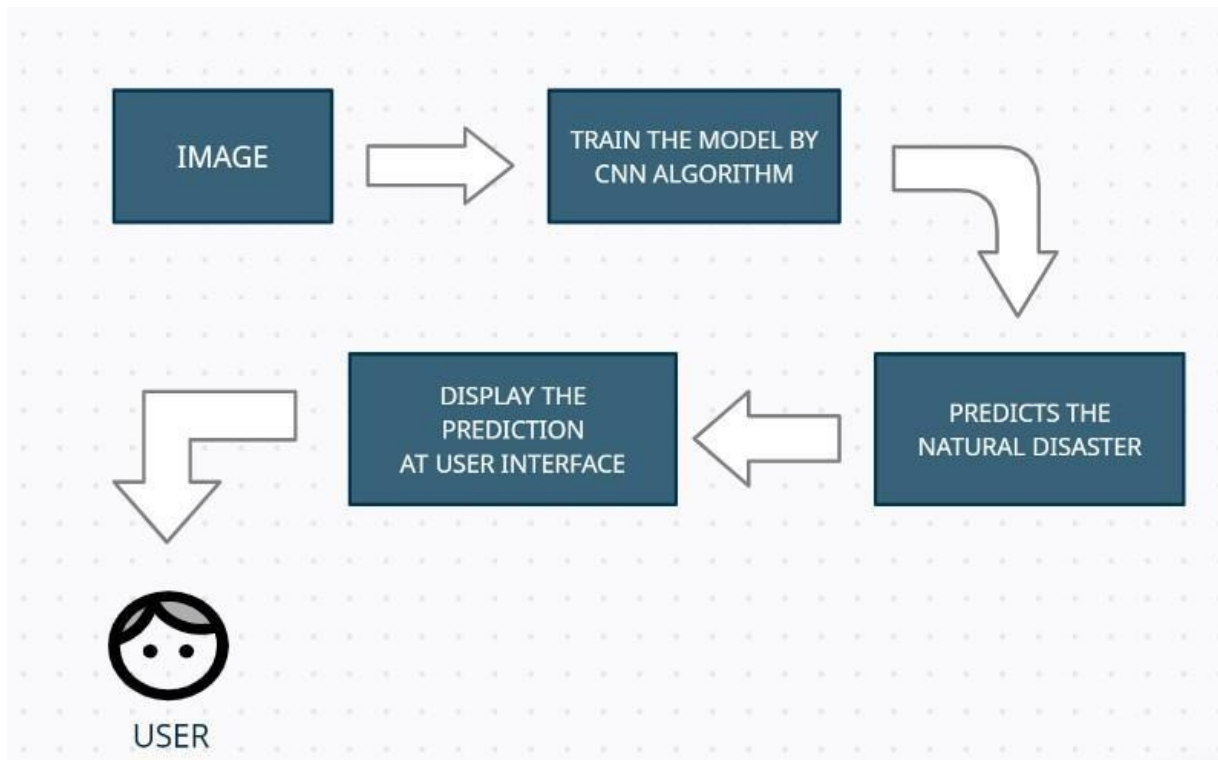 IMAGE
TRAIN THE MODEL BY
CNN ALGORITHM
PREDICTS THE
NATURAL DISASTER
DISPLAY THE
PREDICTION
AT USER INTERFACE
USER